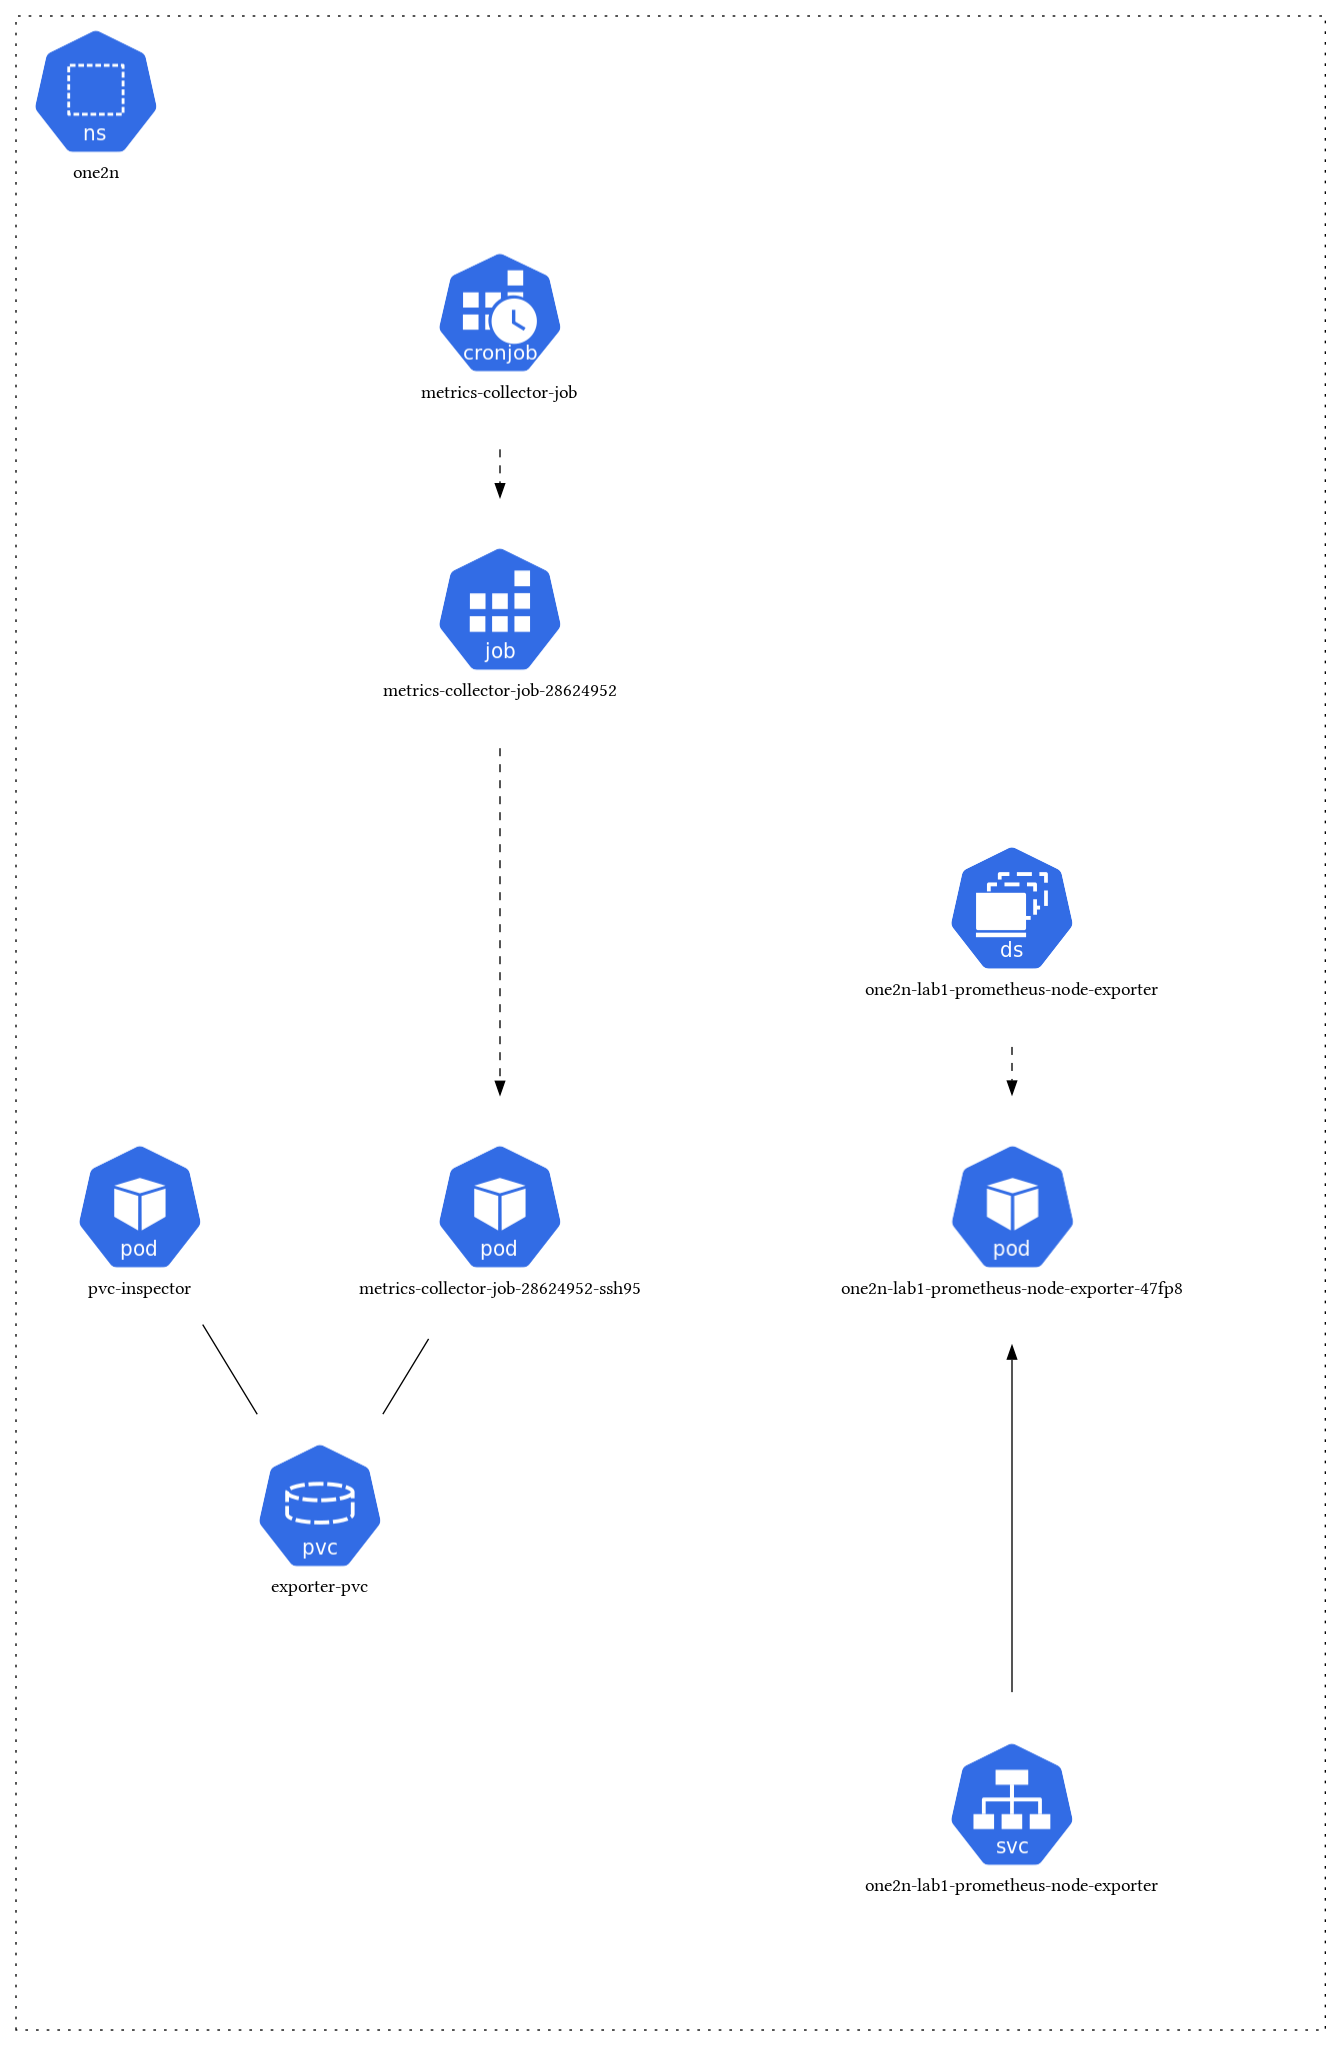 ns
one2n
cronjob
metrics-collector-job
job
metrics-collector-job-28624952
ds
one2n-lab1-prometheus-node-exporter
pod
pvc-inspector
pod
metrics-collector-job-28624952-ssh95
pod
one2n-lab1-prometheus-node-exporter-47fp8
pvc
exporter-pvc
svc
one2n-lab1-prometheus-node-exporter